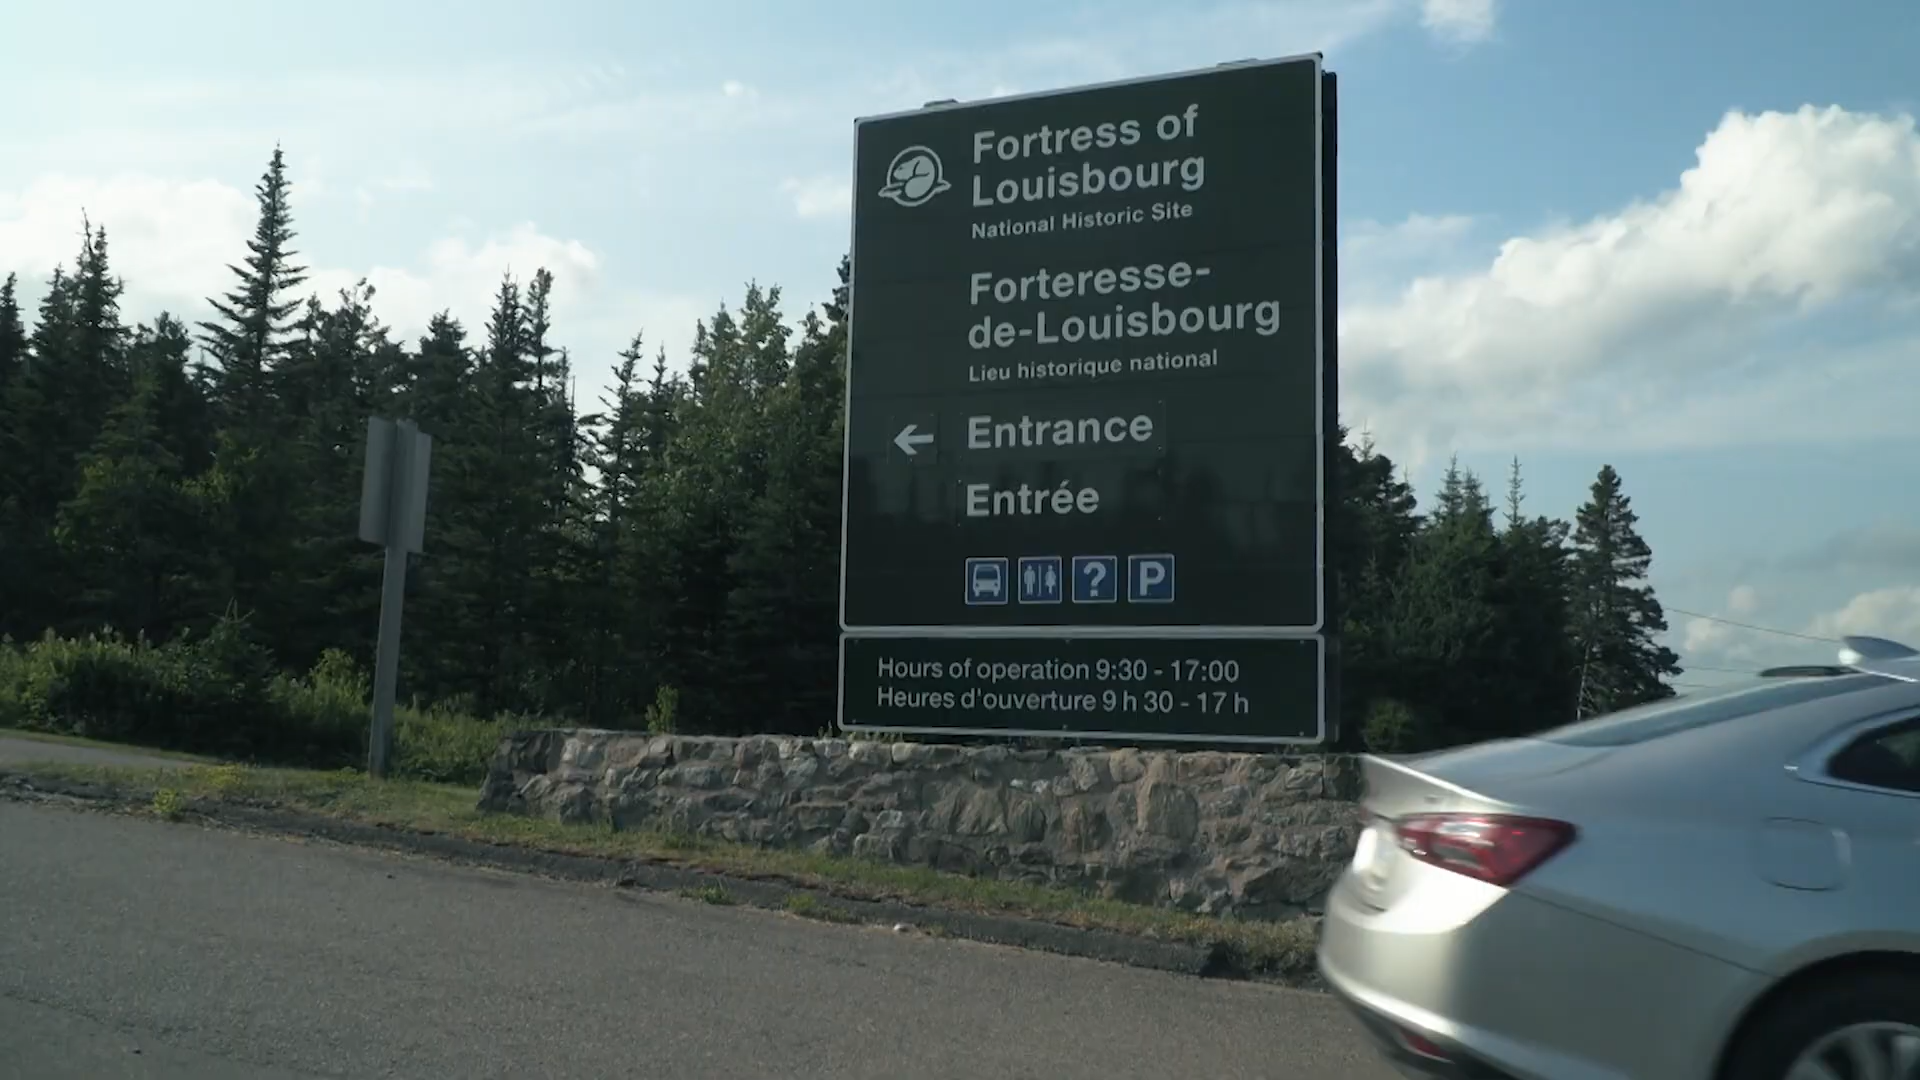 Fortress of
Louisbourg
National Historic Site
Forteresse-
de-Louisbourg
Lieu historique national
← Entrance
Entrée
? P
Hours of operation 9:30 - 17:00
Heures d'ouverture 9 h 30 - 17 h